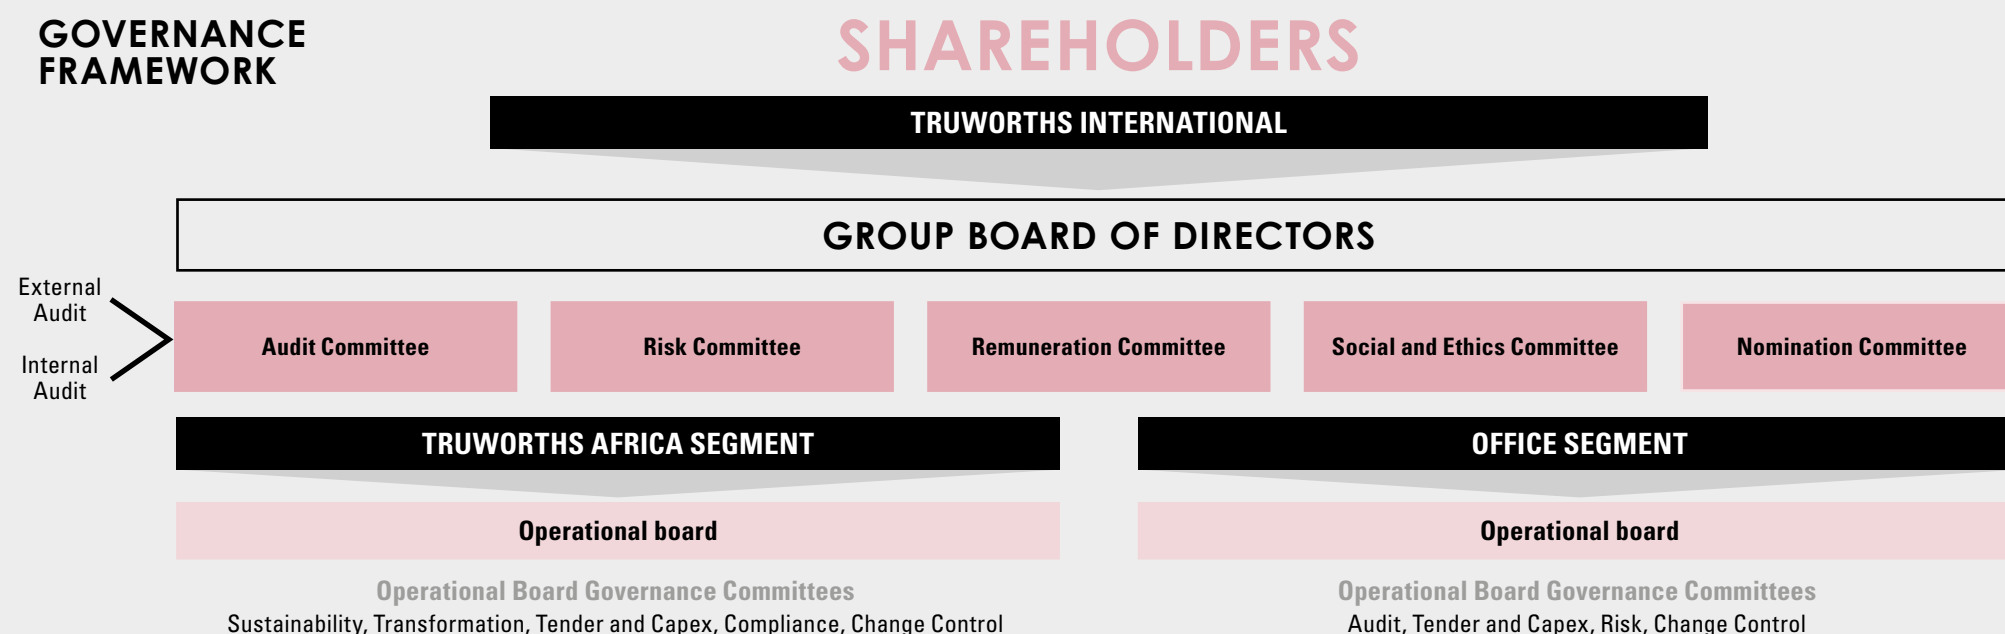 GOVERNANCE
FRAMEWORK
SHAREHOLDERS
TRUWORTHS INTERNATIONAL
GROUP BOARD OF DIRECTORS
External
Audit
Internal
Audit
Audit Committee
Risk Committee
Remuneration Committee
Social and Ethics Committee
Nomination Committee
TRUWORTHS AFRICA SEGMENT
Operational board
Operational Board Governance Committees
Sustainability, Transformation, Tender and Capex, Compliance, Change Control
OFFICE SEGMENT
Operational board
Operational Board Governance Committees
Audit, Tender and Capex, Risk, Change Control